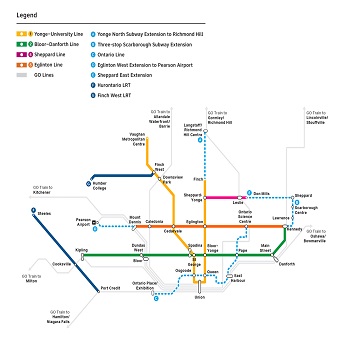 Legend
1 Yonge-University Line
2 Bloor-Danforth Line
4 Sheppard Line
5 Eglinton Line
GO Lines
A Yonge North Subway Extension to Richmond Hill
B Three-stop Scarborough Subway Extension
C Ontario Line
D Eglinton West Extension to Pearson Airport
E Sheppard East Extension
F Hurontario LRT
G Finch West LRT
GO Train to
Allandale
Waterfront/
Barrie
GO Train to
Gormley/
Richmond Hill
GO Train to
Lincolnville/
Stouffville
Langstaff/
Richmond Hill
Centre
Vaughan
Metropolitan
Centre
Finch
West
Downsview
Park
Humber
College
Finch
Sheppard
Yonge
Leslie
Don Mills
Sheppard
Scarborough
Centre
Lawrence
Kennedy
GO Train to
Kitchener
Steeles
Pearson
Airport
Mount
Dennis
Caledonia
Cedarvale
Eglinton
Ontario
Science
Centre
GO Train to
Oshawa/
Bowmanville
Kipling
Dundas
West
Bloor
Spadina
St
George
Bloor-
Yonge
Pape
Main
Street
Danforth
Cooksville
GO Train to
Milton
Port Credit
Ontario Place/
Exhibition
Osgoode
Queen
East
Harbour
Union
GO Train to
Hamilton/
Niagara Falls